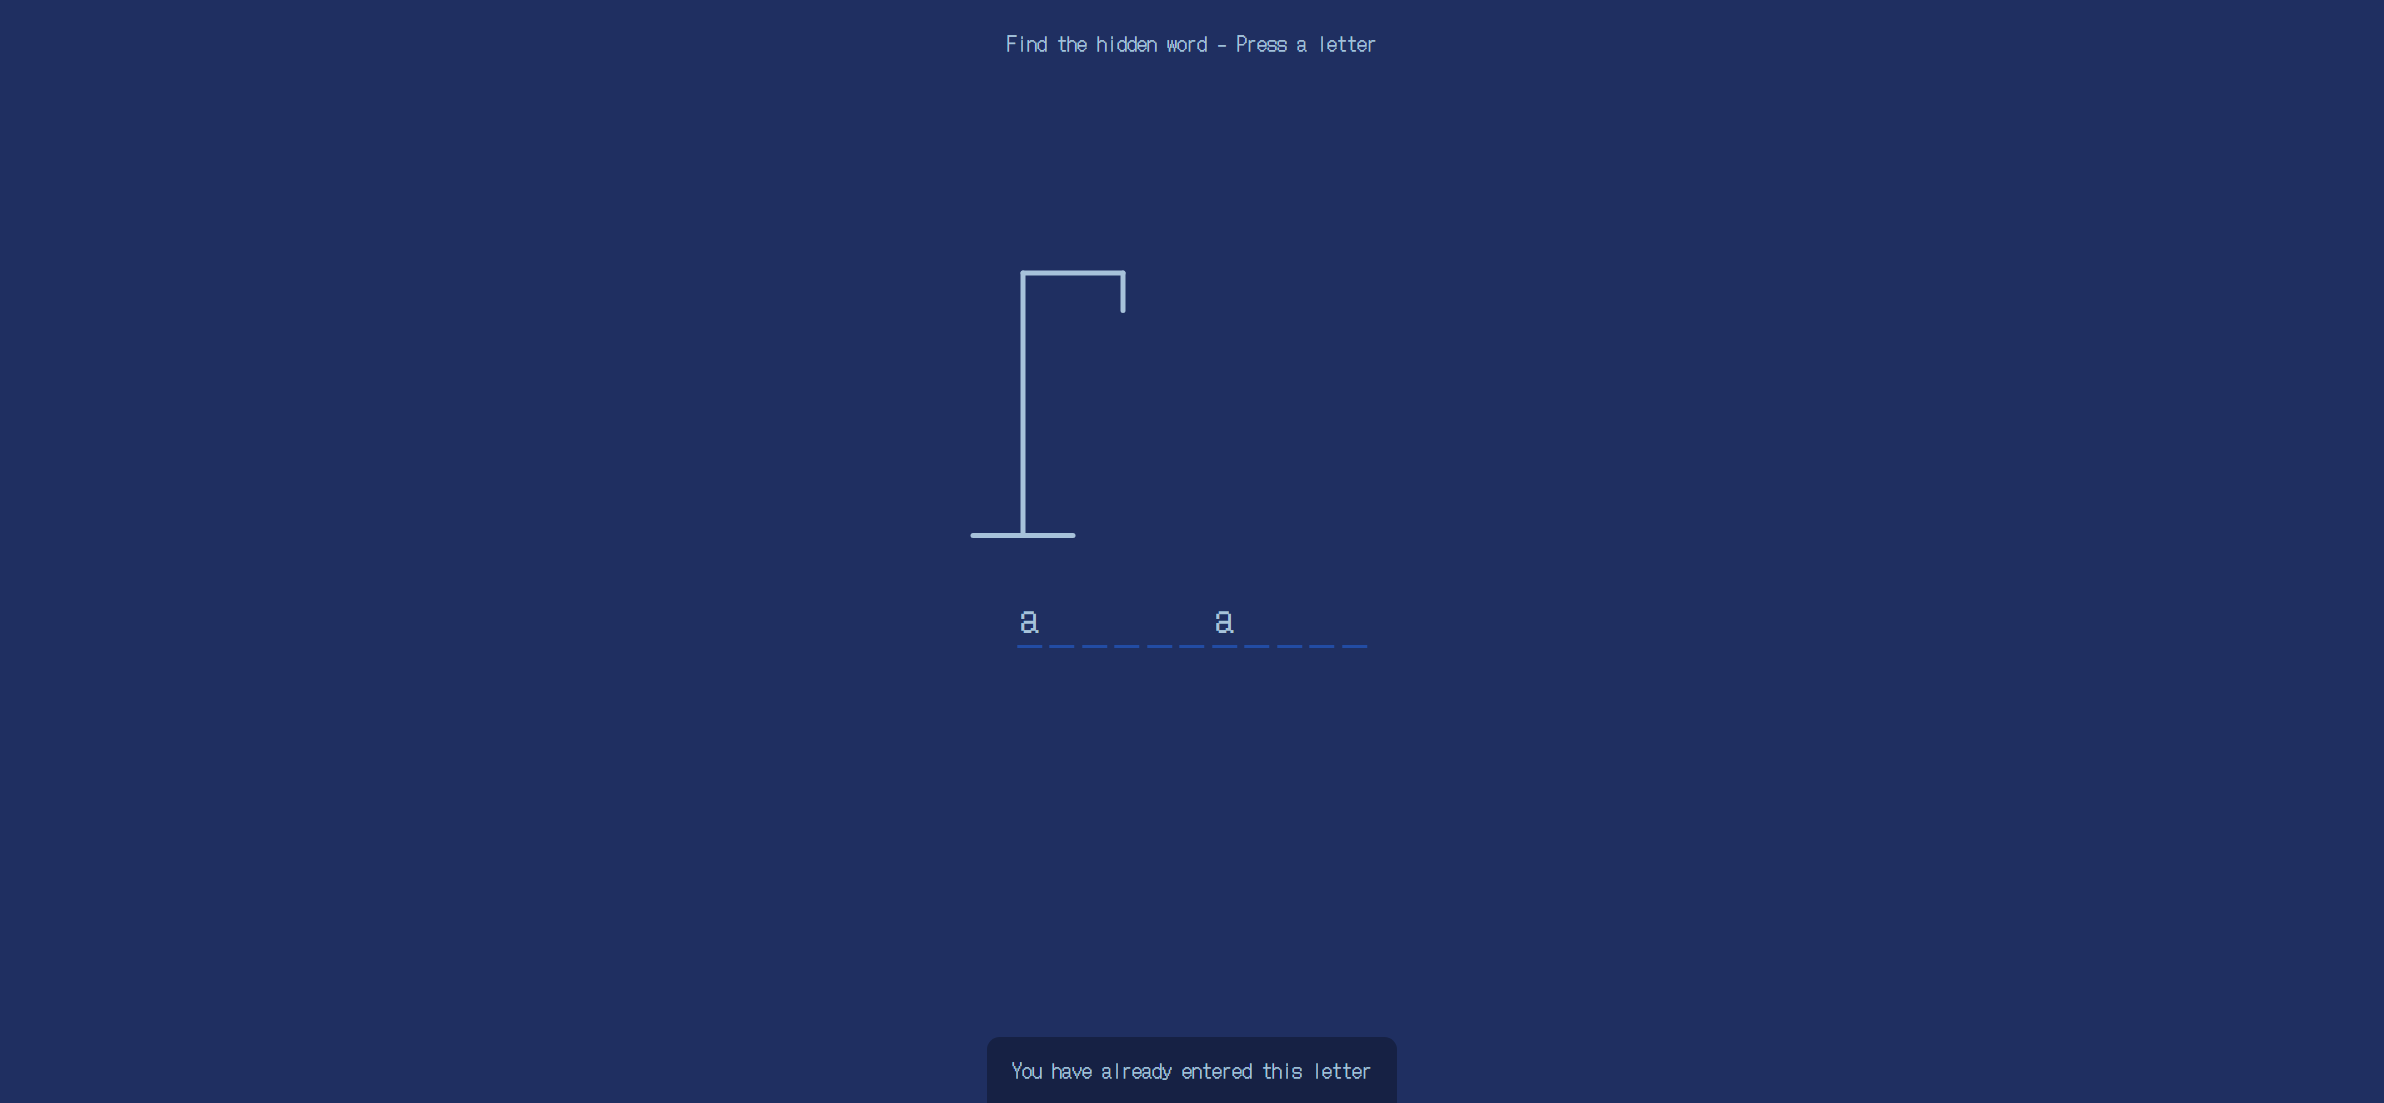 Find the hidden word - Press a letter
a _ _ _ _ _ a _ _ _ _
You have already entered this letter